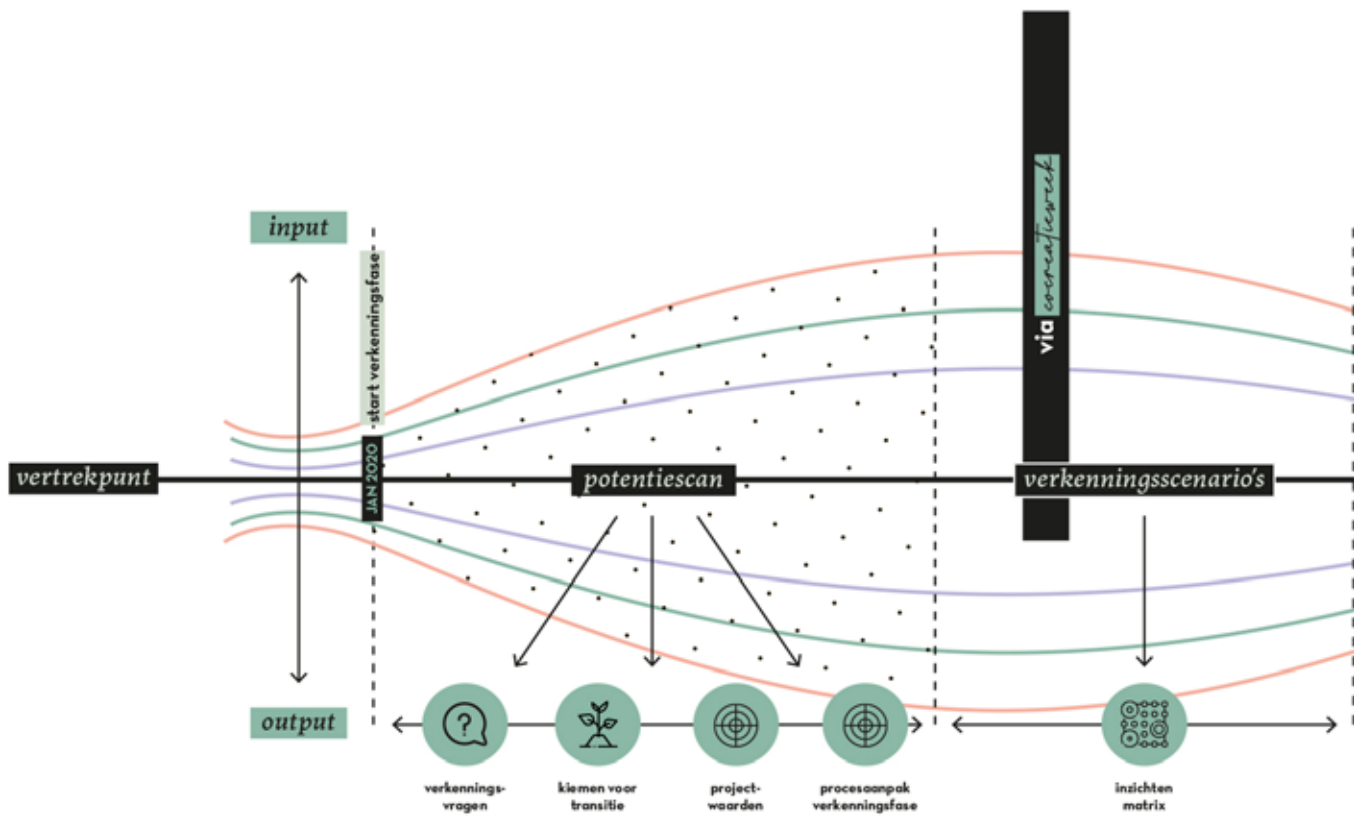 input
start verkenningsfase
JAN 2020
via cocreatieweek
vertrekpunt
potentiescan
verkenningsscenario's
output
?
verkennings-
vragen
kiemen voor
transitie
project-
waarden
procesaanpak
verkenningsfase
inzichten
matrix